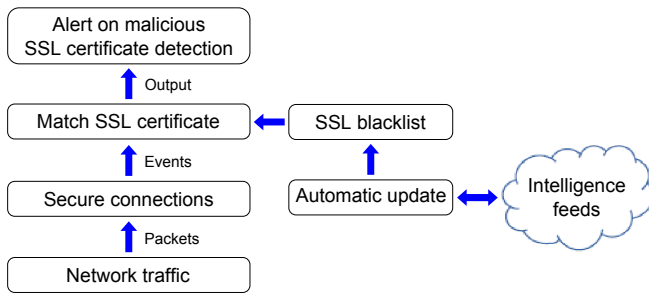 Alert on malicious
SSL certificate detection
Output
Match SSL certificate
SSL blacklist
Events
Secure connections
Automatic update
Intelligence
feeds
Packets
Network traffic